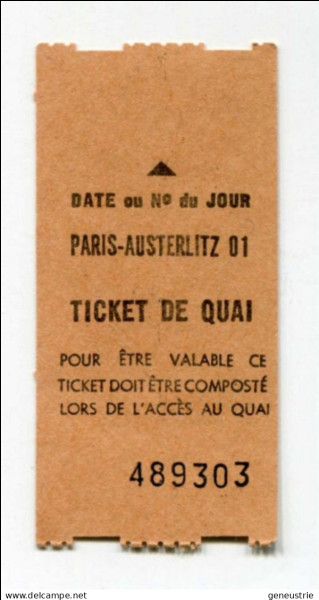 DATE ou Nº du JOUR
PARIS-AUSTERLITZ 01
TICKET DE QUAI
POUR ÊTRE VALABLE CE
TICKET DOIT ÊTRE COMPOSTÉ
LORS DE L'ACCÈS AU QUAI
489303
www.delcampe.net
geneustrie